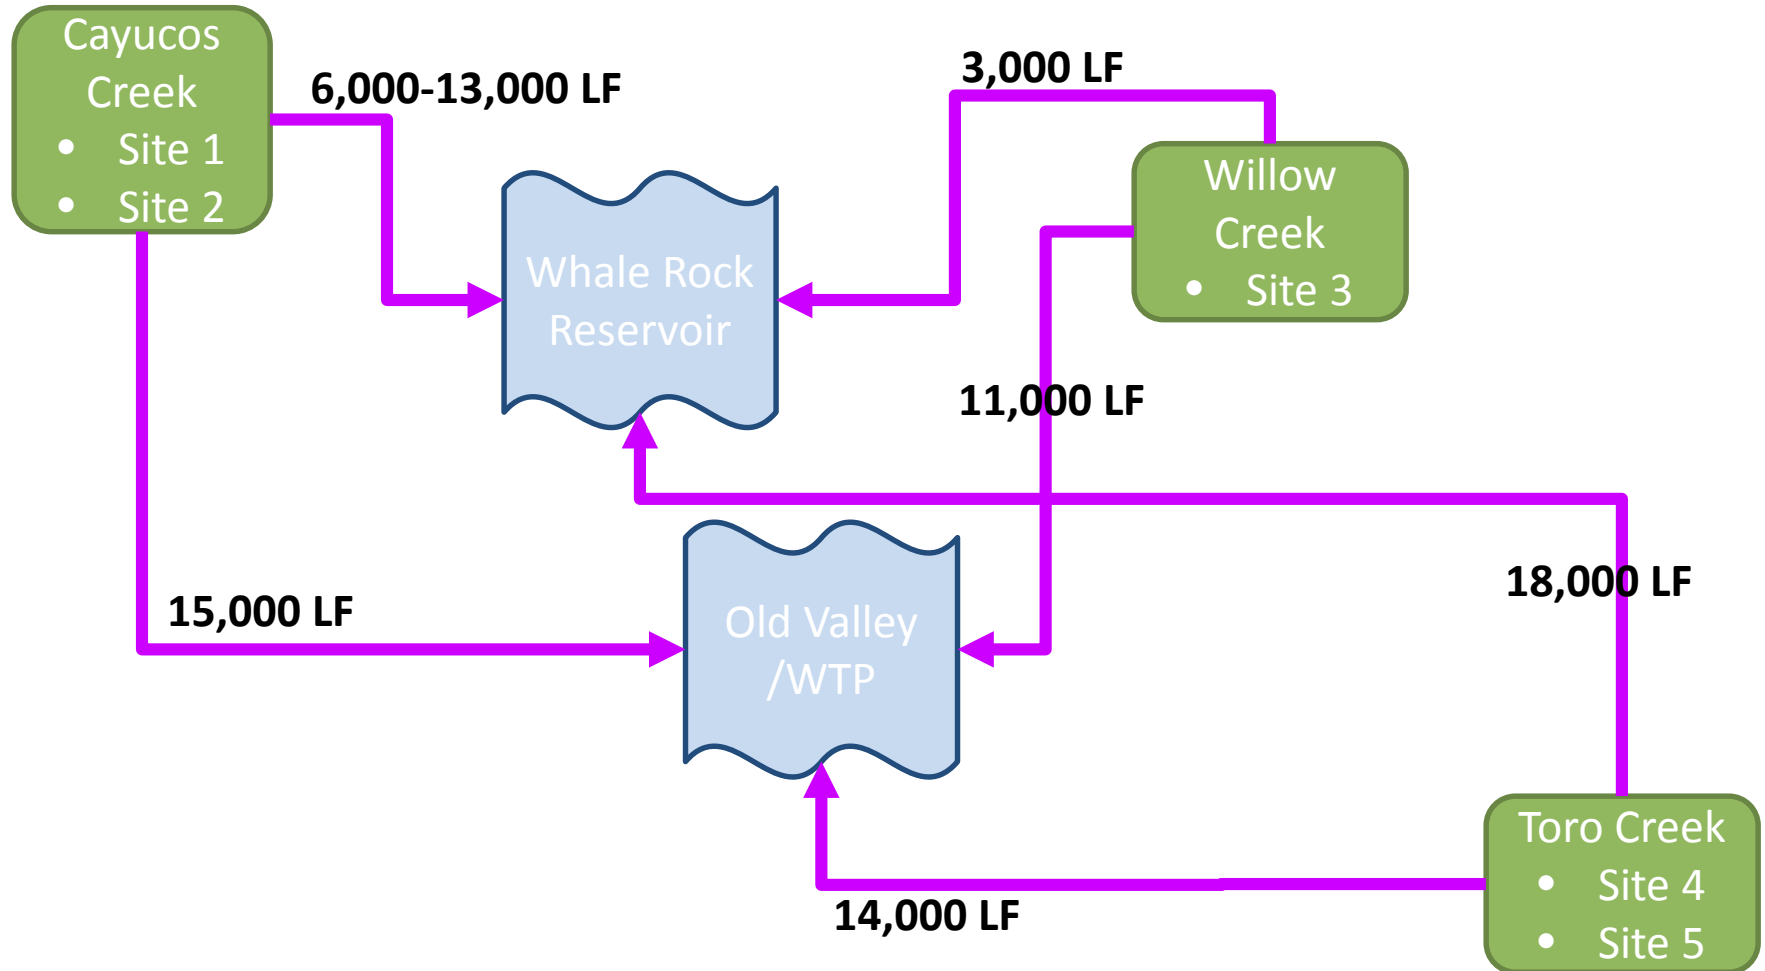 Cayucos
Creek
• Site 1
• Site 2
6,000-13,000 LF
3,000 LF
Willow
Creek
• Site 3
Whale Rock
Reservoir
11,000 LF
18,000 LF
15,000 LF
Old Valley
/WTP
14,000 LF
Toro Creek
• Site 4
• Site 5